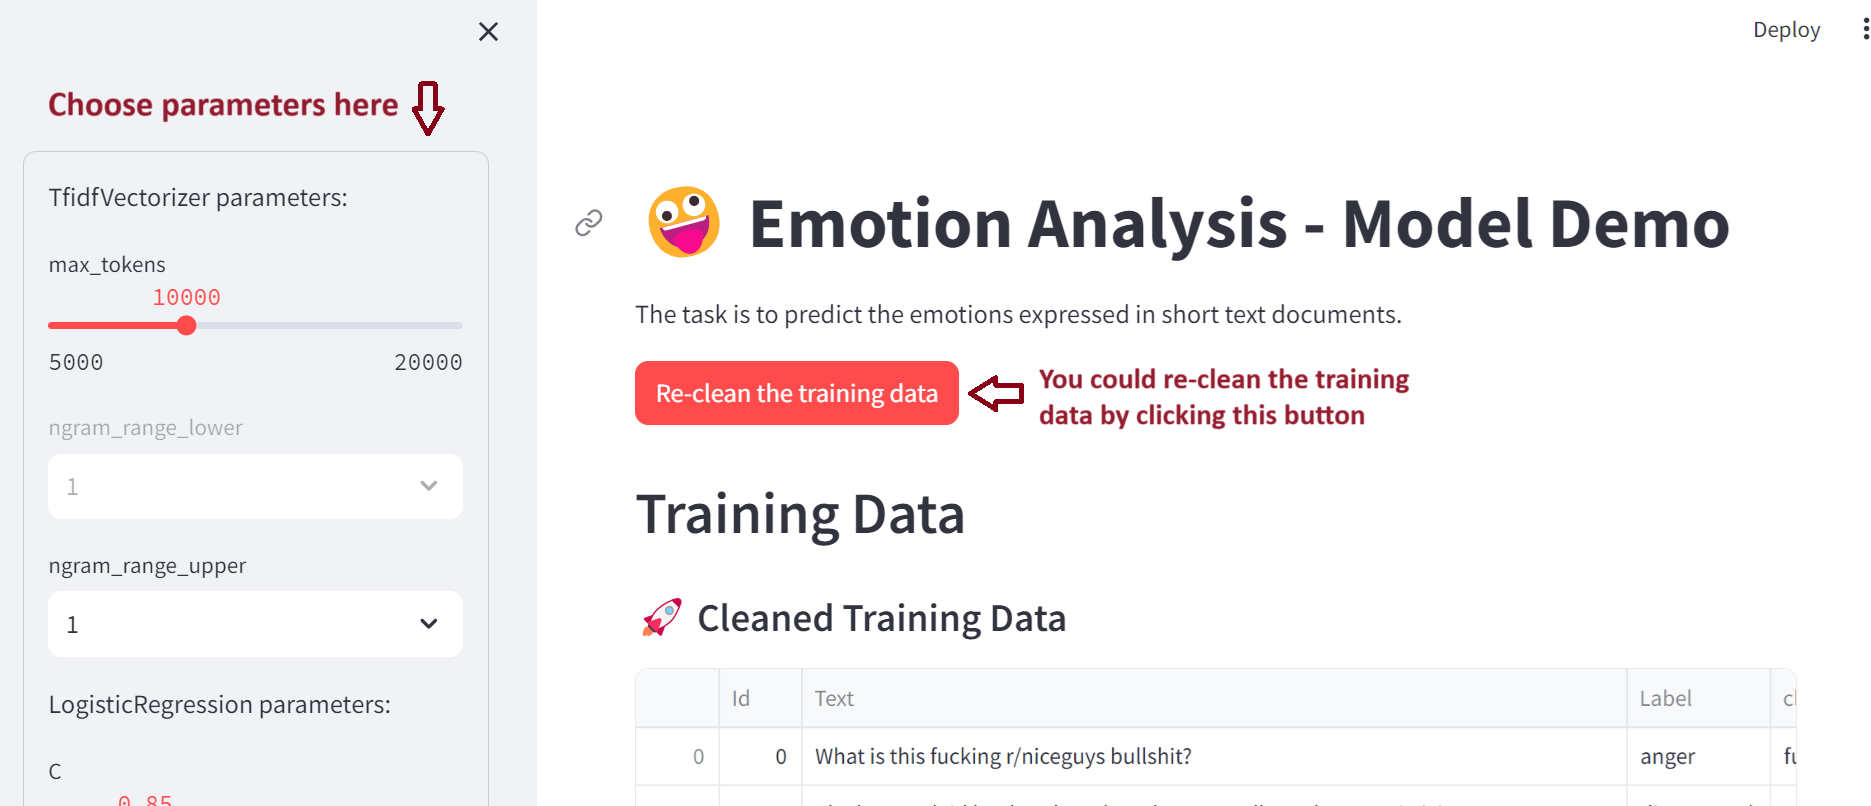 Deploy
Choose parameters here
TfidfVectorizer parameters:
max_tokens
10000
5000 20000
ngram_range_lower
1
ngram_range_upper
1
LogisticRegression parameters:
C
0.85
Emotion Analysis - Model Demo
The task is to predict the emotions expressed in short text documents.
Re-clean the training data
You could re-clean the training
data by clicking this button
Training Data
Cleaned Training Data
Id Text Label
0 0 What is this fucking r/niceguys bullshit? anger